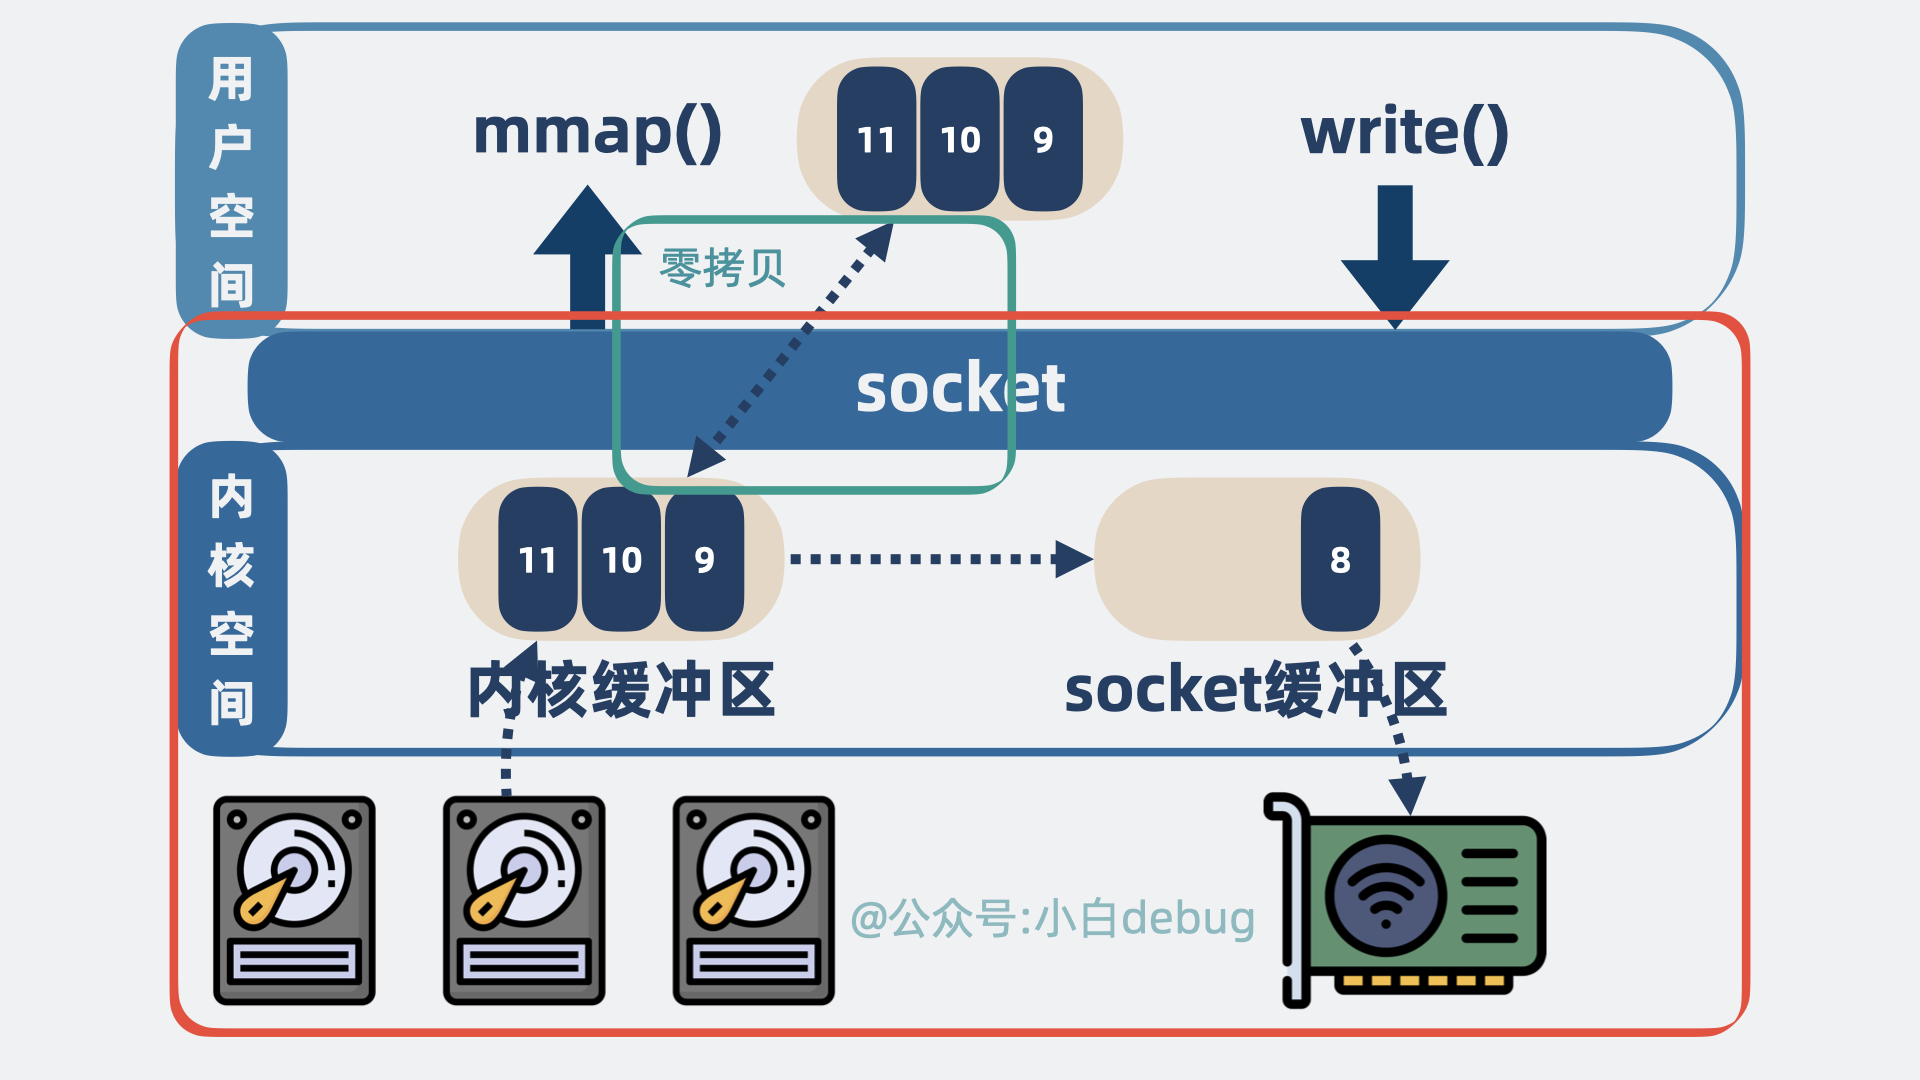 用户空间
mmap()
11 10 9
write()
零拷贝
socket
内核空间
11 10 9
8
内核缓冲区
socket缓冲区
@公众号:小白debug